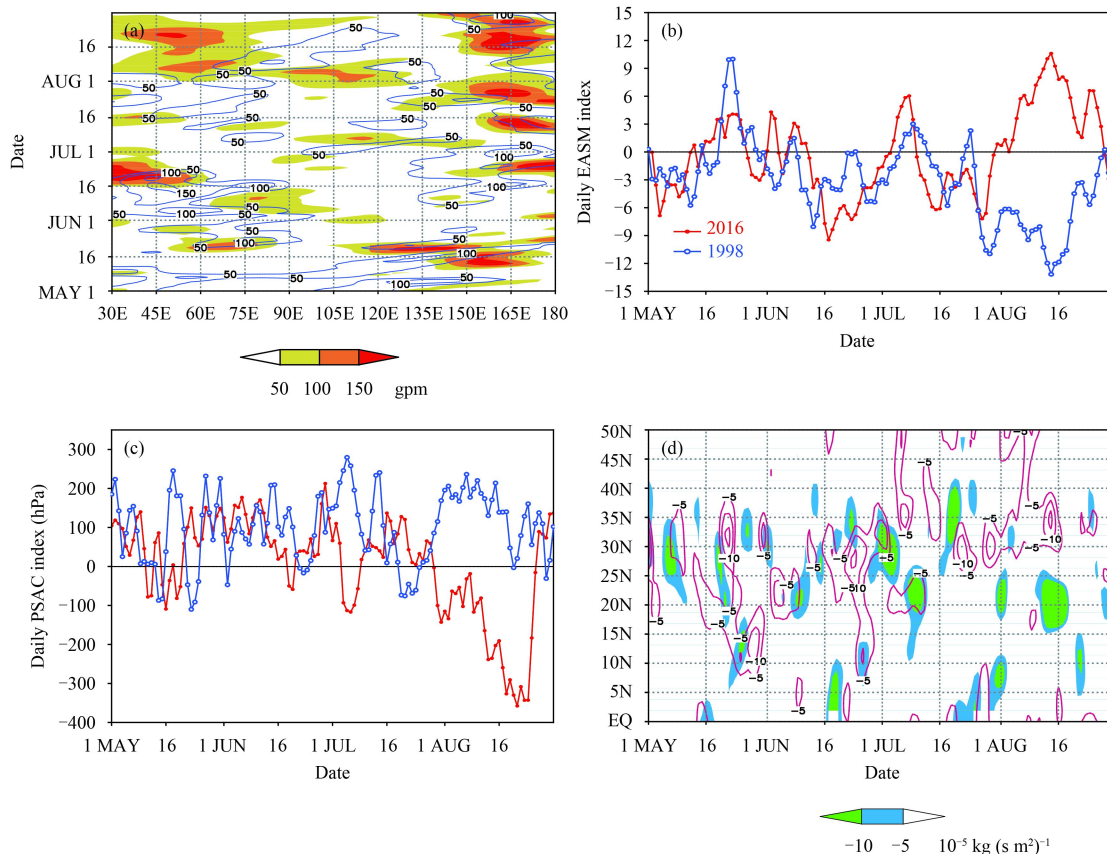 (a)
Date
16
AUG 1
16
JUL 1
16
JUN 1
16
MAY 1
30E 45E 60E 75E 90E 105E 120E 135E 150E 165E 180
50 100 150 gpm
(b)
Daily EASM index
15
12
9
6
3
0
−3
−6
−9
−12
−15
2016
1998
1 MAY 16 1 JUN 16 1 JUL 16 1 AUG 16
Date
(c)
Daily PSAC index (hPa)
300
200
100
0
−100
−200
−300
−400
1 MAY 16 1 JUN 16 1 JUL 16 1 AUG 16
Date
(d)
50N
45N
40N
35N
30N
25N
20N
15N
10N
5N
EQ
1 MAY 16 1 JUN 16 1 JUL 16 1 AUG 16
Date
−10 −5 10⁻⁵ kg (s m²)⁻¹